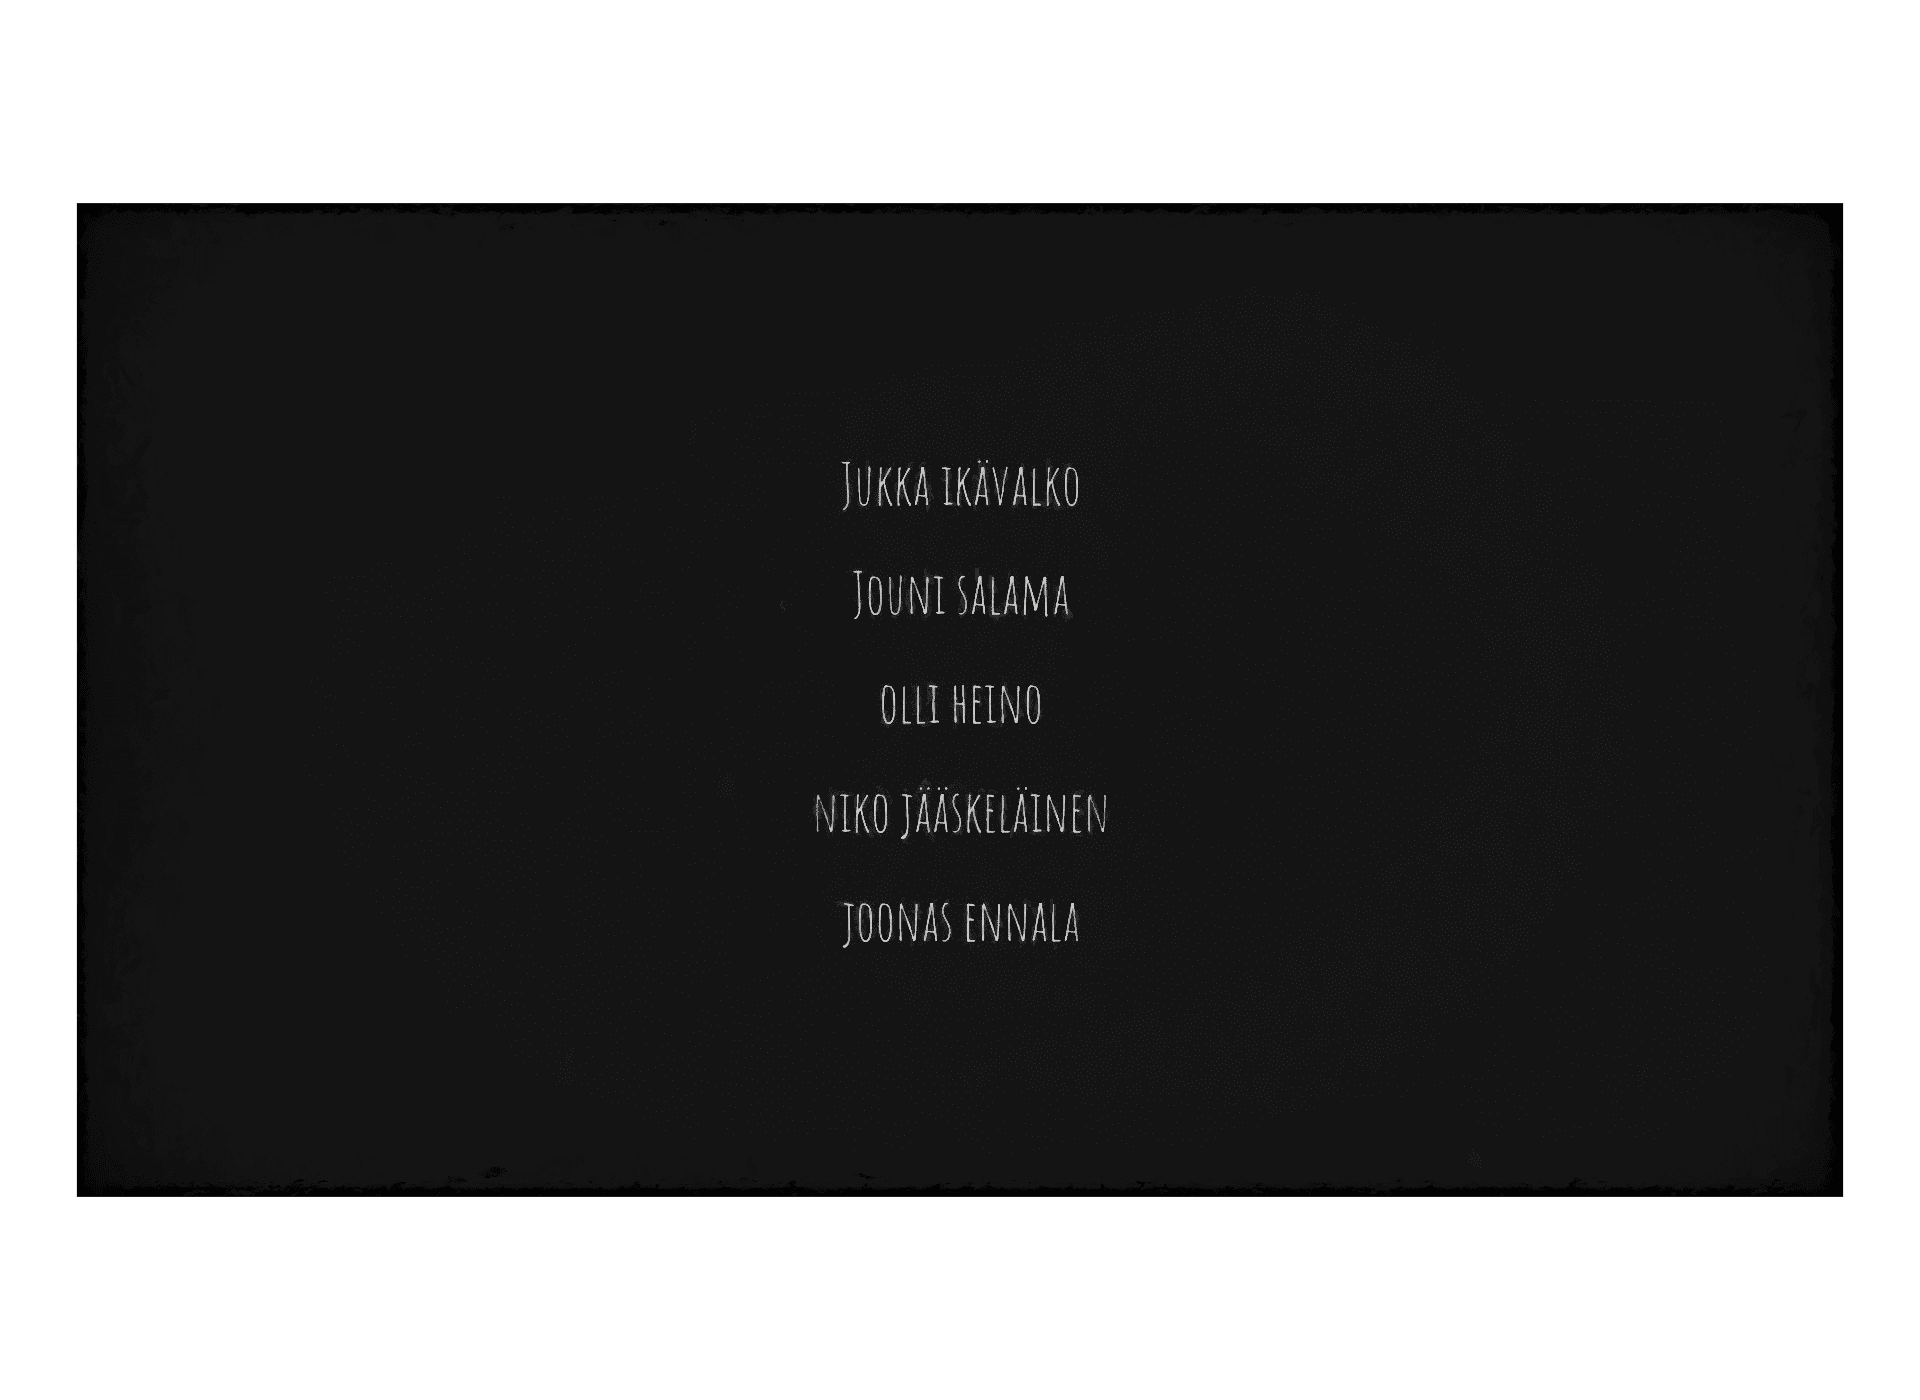 Jukka ikävalko
Jouni salama
olli heino
niko jääskeläinen
joonas ennala